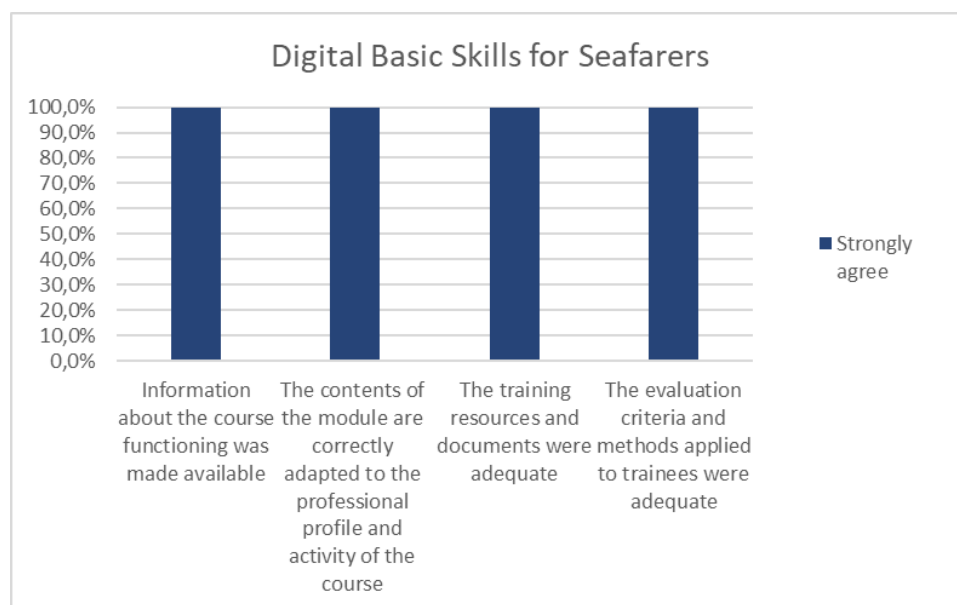 Digital Basic Skills for Seafarers
100,0%
90,0%
80,0%
70,0%
60,0%
50,0%
40,0%
30,0%
20,0%
10,0%
0,0%
Information
about the course
functioning was
made available
The contents of
the module are
correctly
adapted to the
professional
profile and
activity of the
course
The training
resources and
documents were
adequate
The evaluation
criteria and
methods applied
to trainees were
adequate
Strongly
agree